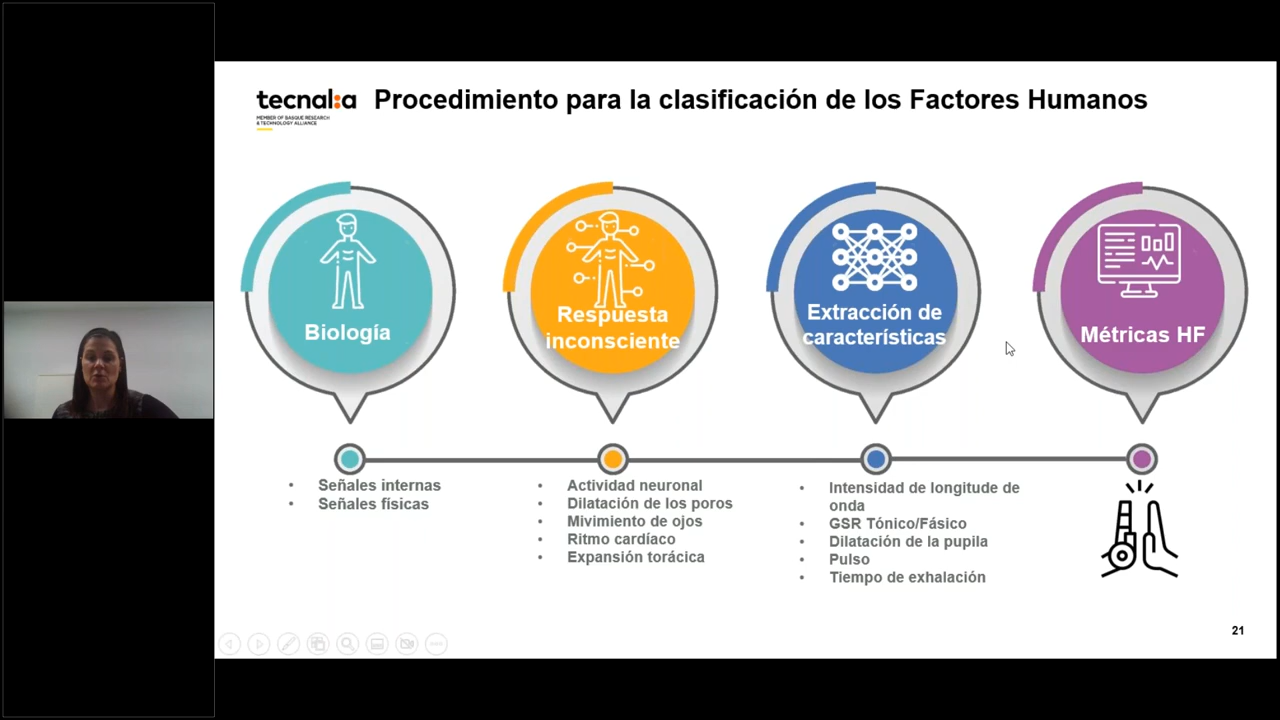 tecnal:a
MEMBER OF BASQUE RESEARCH
& TECHNOLOGY ALLIANCE
Procedimiento para la clasificación de los Factores Humanos
Biología
Respuesta
inconsciente
Extracción de
características
Métricas HF
• Señales internas
• Señales físicas
• Actividad neuronal
• Dilatación de los poros
• Mivimiento de ojos
• Ritmo cardíaco
• Expansión torácica
• Intensidad de longitude de
onda
• GSR Tónico/Fásico
• Dilatación de la pupila
• Pulso
• Tiempo de exhalación
21